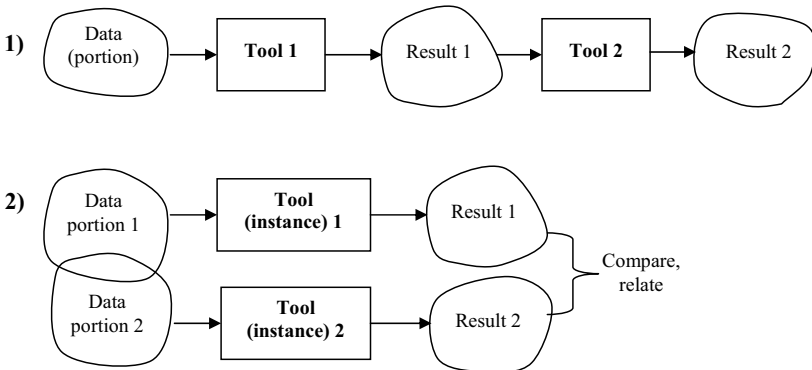 1)
Data
(portion)
Tool 1
Result 1
Tool 2
Result 2
2)
Data
portion 1
Tool
(instance) 1
Result 1
Compare,
relate
Data
portion 2
Tool
(instance) 2
Result 2